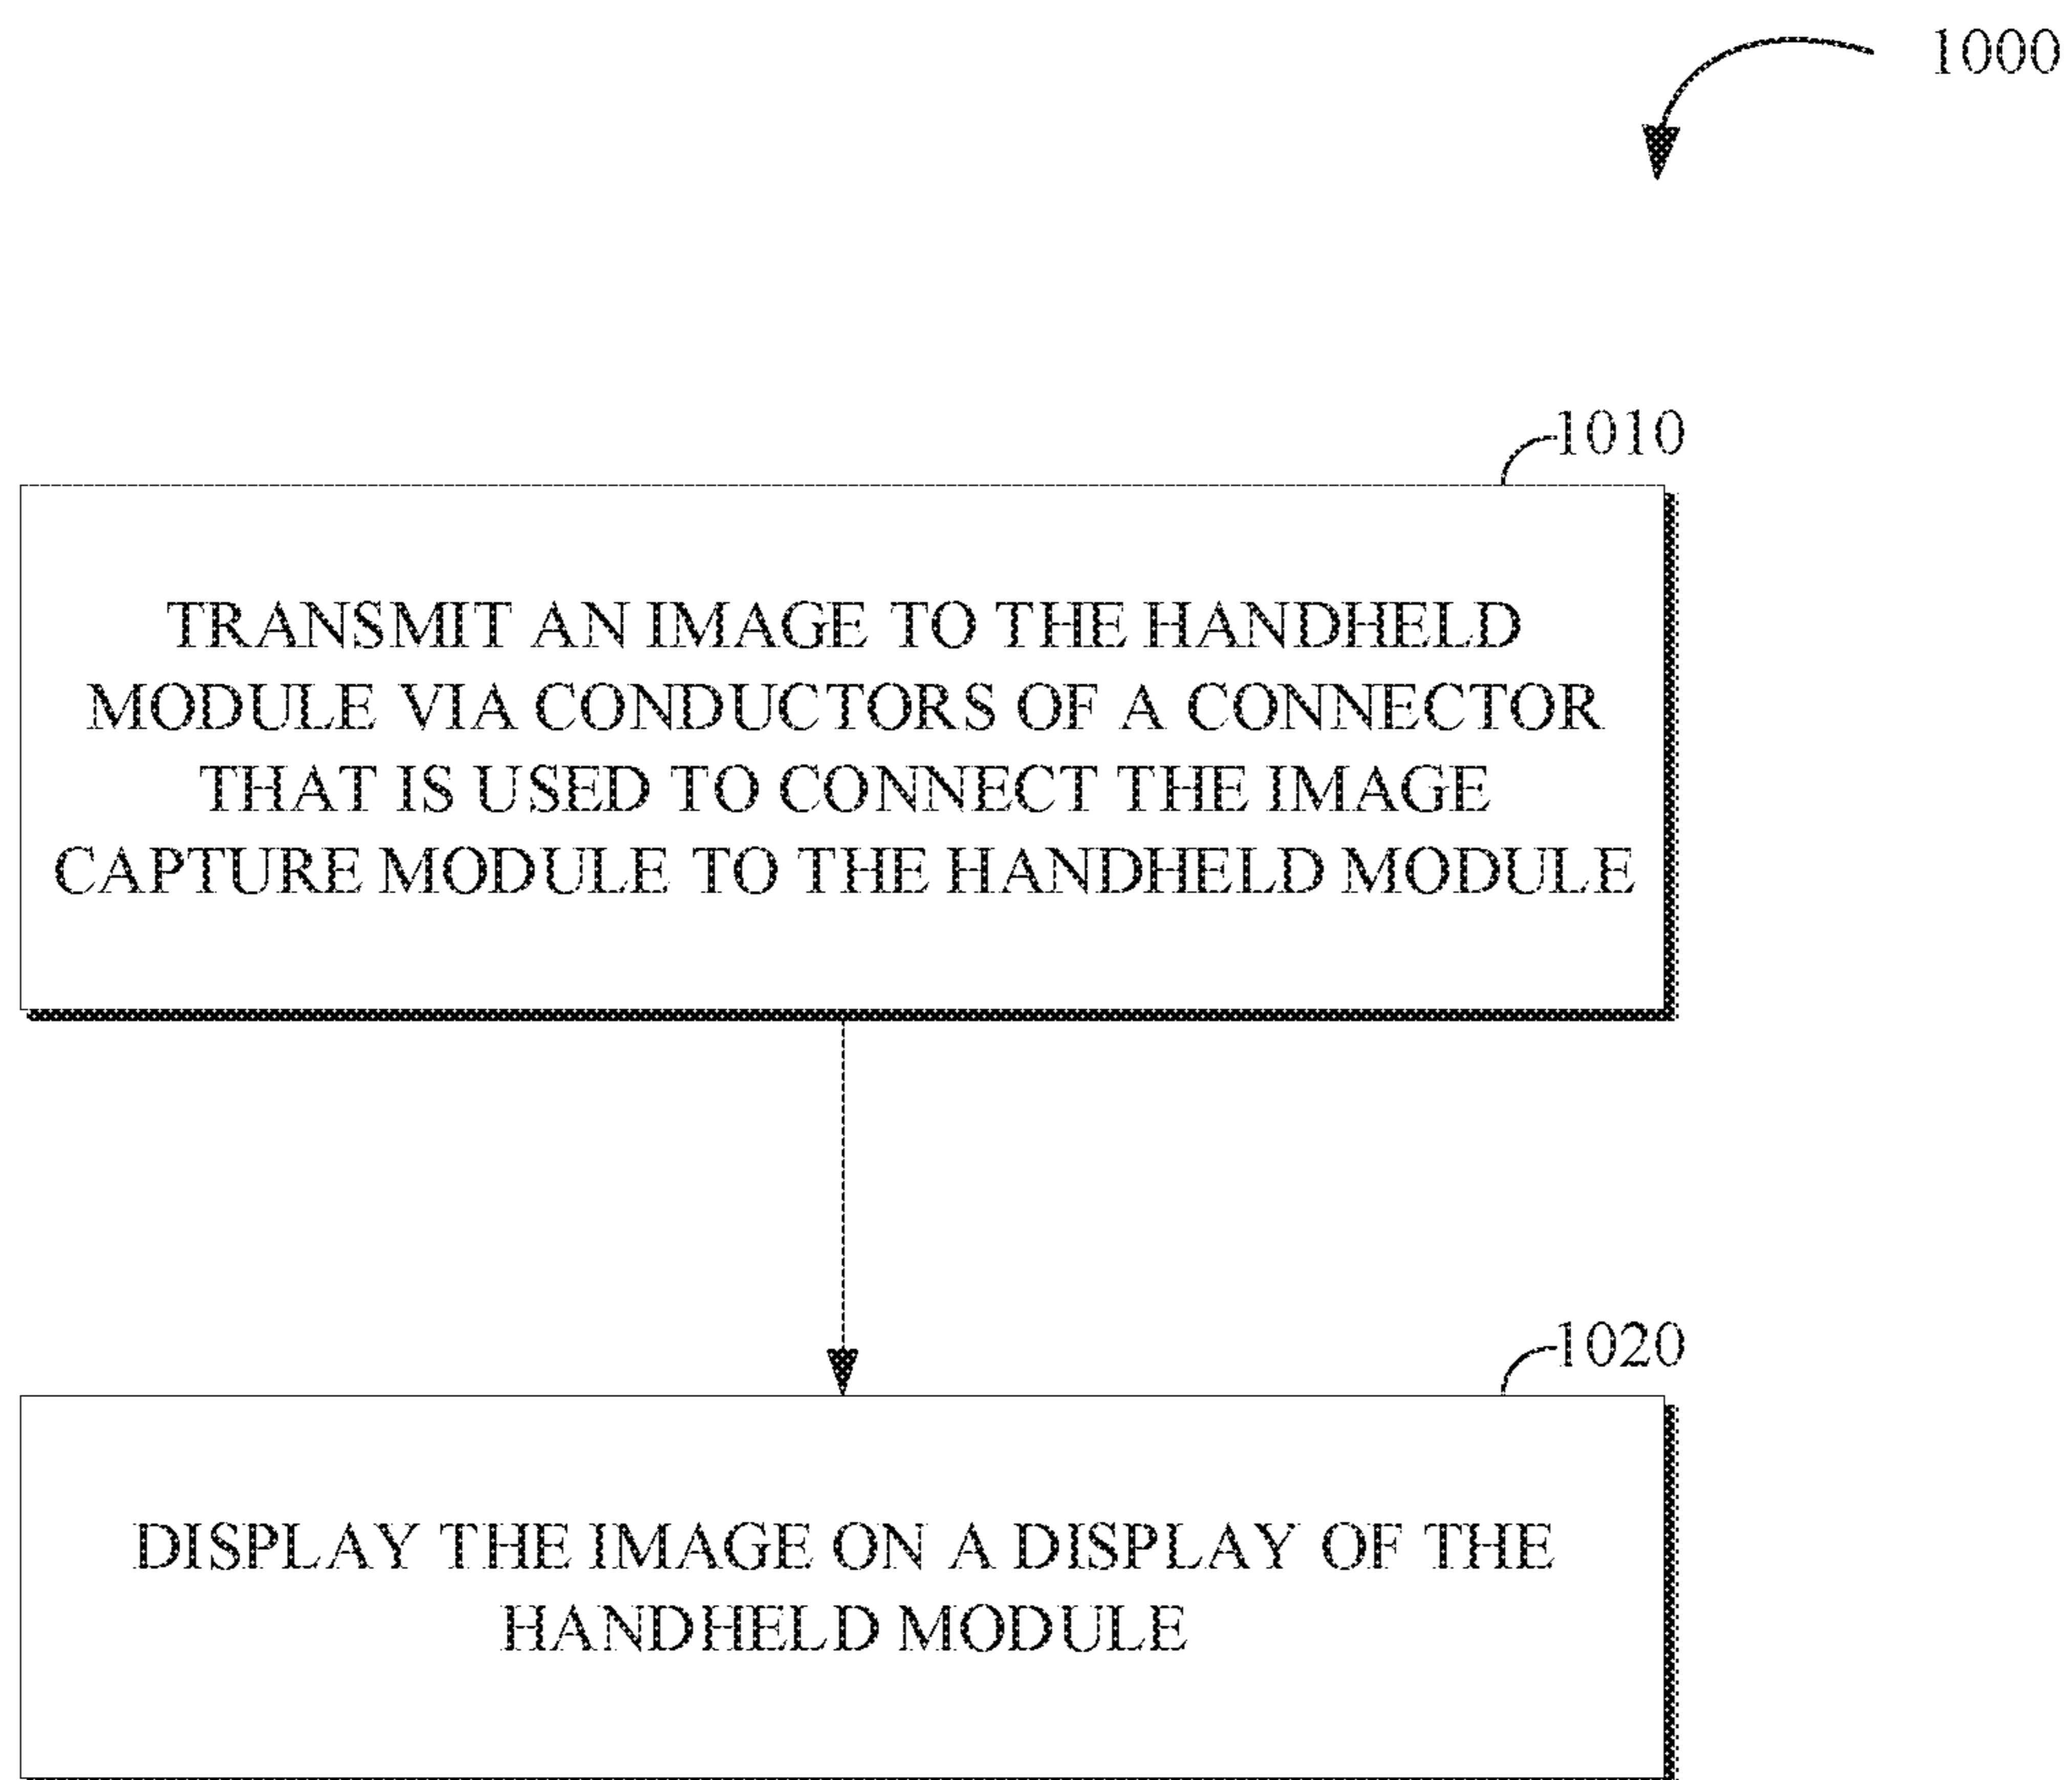 1000
1010
TRANSMIT AN IMAGE TO THE HANDHELD
MODULE VIA CONDUCTORS OF A CONNECTOR
THAT IS USED TO CONNECT THE IMAGE
CAPTURE MODULE TO THE HANDHELD MODULE
1020
DISPLAY THE IMAGE ON A DISPLAY OF THE
HANDHELD MODULE